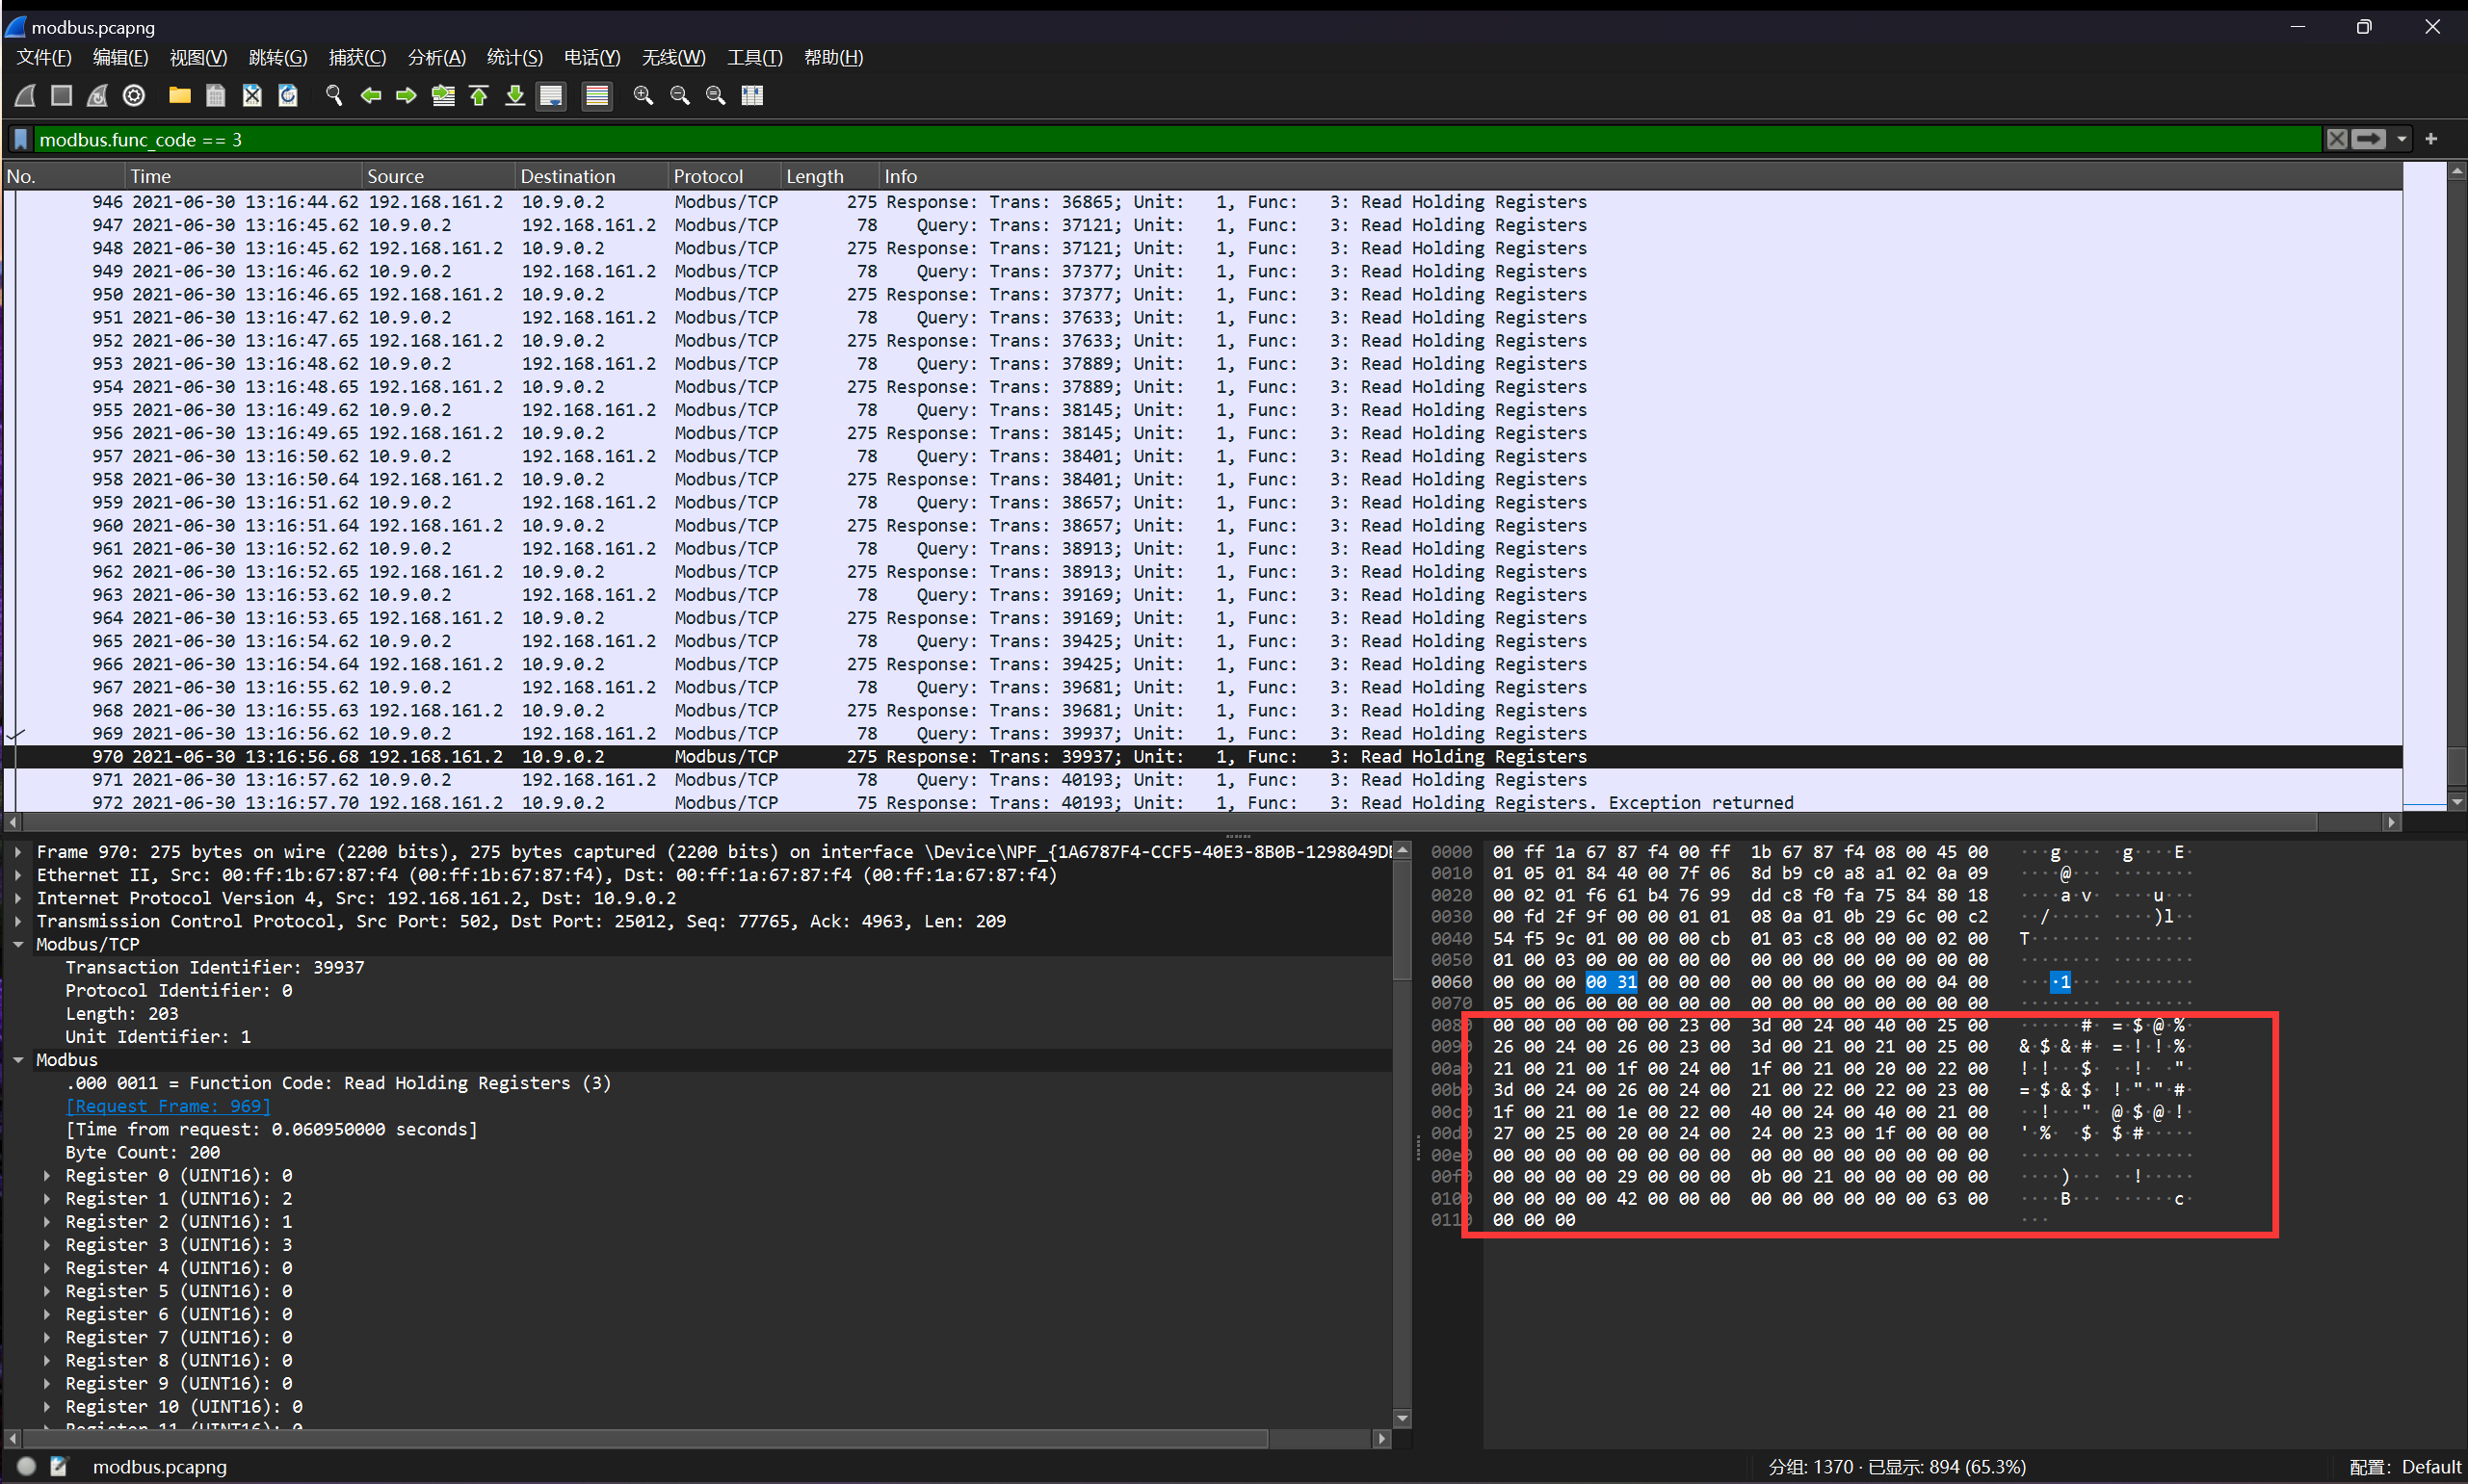 modbus.pcapng
文件(F) 编辑(E) 视图(V) 跳转(G) 捕获(C) 分析(A) 统计(S) 电话(Y) 无线(W) 工具(T) 帮助(H)
modbus.func_code == 3
No. Time Source Destination Protocol Length Info
946 2021-06-30 13:16:44.62 192.168.161.2 10.9.0.2 Modbus/TCP 275 Response: Trans: 36865; Unit: 1, Func: 3: Read Holding Registers
947 2021-06-30 13:16:45.62 10.9.0.2 192.168.161.2 Modbus/TCP 78 Query: Trans: 37121; Unit: 1, Func: 3: Read Holding Registers
948 2021-06-30 13:16:45.62 192.168.161.2 10.9.0.2 Modbus/TCP 275 Response: Trans: 37121; Unit: 1, Func: 3: Read Holding Registers
949 2021-06-30 13:16:46.62 10.9.0.2 192.168.161.2 Modbus/TCP 78 Query: Trans: 37377; Unit: 1, Func: 3: Read Holding Registers
950 2021-06-30 13:16:46.65 192.168.161.2 10.9.0.2 Modbus/TCP 275 Response: Trans: 37377; Unit: 1, Func: 3: Read Holding Registers
951 2021-06-30 13:16:47.62 10.9.0.2 192.168.161.2 Modbus/TCP 78 Query: Trans: 37633; Unit: 1, Func: 3: Read Holding Registers
952 2021-06-30 13:16:47.65 192.168.161.2 10.9.0.2 Modbus/TCP 275 Response: Trans: 37633; Unit: 1, Func: 3: Read Holding Registers
953 2021-06-30 13:16:48.62 10.9.0.2 192.168.161.2 Modbus/TCP 78 Query: Trans: 37889; Unit: 1, Func: 3: Read Holding Registers
954 2021-06-30 13:16:48.65 192.168.161.2 10.9.0.2 Modbus/TCP 275 Response: Trans: 37889; Unit: 1, Func: 3: Read Holding Registers
955 2021-06-30 13:16:49.62 10.9.0.2 192.168.161.2 Modbus/TCP 78 Query: Trans: 38145; Unit: 1, Func: 3: Read Holding Registers
956 2021-06-30 13:16:49.65 192.168.161.2 10.9.0.2 Modbus/TCP 275 Response: Trans: 38145; Unit: 1, Func: 3: Read Holding Registers
957 2021-06-30 13:16:50.62 10.9.0.2 192.168.161.2 Modbus/TCP 78 Query: Trans: 38401; Unit: 1, Func: 3: Read Holding Registers
958 2021-06-30 13:16:50.64 192.168.161.2 10.9.0.2 Modbus/TCP 275 Response: Trans: 38401; Unit: 1, Func: 3: Read Holding Registers
959 2021-06-30 13:16:51.62 10.9.0.2 192.168.161.2 Modbus/TCP 78 Query: Trans: 38657; Unit: 1, Func: 3: Read Holding Registers
960 2021-06-30 13:16:51.64 192.168.161.2 10.9.0.2 Modbus/TCP 275 Response: Trans: 38657; Unit: 1, Func: 3: Read Holding Registers
961 2021-06-30 13:16:52.62 10.9.0.2 192.168.161.2 Modbus/TCP 78 Query: Trans: 38913; Unit: 1, Func: 3: Read Holding Registers
962 2021-06-30 13:16:52.65 192.168.161.2 10.9.0.2 Modbus/TCP 275 Response: Trans: 38913; Unit: 1, Func: 3: Read Holding Registers
963 2021-06-30 13:16:53.62 10.9.0.2 192.168.161.2 Modbus/TCP 78 Query: Trans: 39169; Unit: 1, Func: 3: Read Holding Registers
964 2021-06-30 13:16:53.65 192.168.161.2 10.9.0.2 Modbus/TCP 275 Response: Trans: 39169; Unit: 1, Func: 3: Read Holding Registers
965 2021-06-30 13:16:54.62 10.9.0.2 192.168.161.2 Modbus/TCP 78 Query: Trans: 39425; Unit: 1, Func: 3: Read Holding Registers
966 2021-06-30 13:16:54.64 192.168.161.2 10.9.0.2 Modbus/TCP 275 Response: Trans: 39425; Unit: 1, Func: 3: Read Holding Registers
967 2021-06-30 13:16:55.62 10.9.0.2 192.168.161.2 Modbus/TCP 78 Query: Trans: 39681; Unit: 1, Func: 3: Read Holding Registers
968 2021-06-30 13:16:55.63 192.168.161.2 10.9.0.2 Modbus/TCP 275 Response: Trans: 39681; Unit: 1, Func: 3: Read Holding Registers
969 2021-06-30 13:16:56.62 10.9.0.2 192.168.161.2 Modbus/TCP 78 Query: Trans: 39937; Unit: 1, Func: 3: Read Holding Registers
970 2021-06-30 13:16:56.68 192.168.161.2 10.9.0.2 Modbus/TCP 275 Response: Trans: 39937; Unit: 1, Func: 3: Read Holding Registers
971 2021-06-30 13:16:57.62 10.9.0.2 192.168.161.2 Modbus/TCP 78 Query: Trans: 40193; Unit: 1, Func: 3: Read Holding Registers
972 2021-06-30 13:16:57.70 192.168.161.2 10.9.0.2 Modbus/TCP 75 Response: Trans: 40193; Unit: 1, Func: 3: Read Holding Registers. Exception returned
Frame 970: 275 bytes on wire (2200 bits), 275 bytes captured (2200 bits) on interface \Device\NPF_{1A6787F4-CCF5-40E3-8B0B-1298049D
Ethernet II, Src: 00:ff:1b:67:87:f4 (00:ff:1b:67:87:f4), Dst: 00:ff:1a:67:87:f4 (00:ff:1a:67:87:f4)
Internet Protocol Version 4, Src: 192.168.161.2, Dst: 10.9.0.2
Transmission Control Protocol, Src Port: 502, Dst Port: 25012, Seq: 77765, Ack: 4963, Len: 209
Modbus/TCP
Transaction Identifier: 39937
Protocol Identifier: 0
Length: 203
Unit Identifier: 1
Modbus
.000 0011 = Function Code: Read Holding Registers (3)
[Request Frame: 969]
[Time from request: 0.060950000 seconds]
Byte Count: 200
Register 0 (UINT16): 0
Register 1 (UINT16): 2
Register 2 (UINT16): 1
Register 3 (UINT16): 3
Register 4 (UINT16): 0
Register 5 (UINT16): 0
Register 6 (UINT16): 0
Register 7 (UINT16): 0
Register 8 (UINT16): 0
Register 9 (UINT16): 0
Register 10 (UINT16): 0
Register 11 (UINT16): 0
0000 00 ff 1a 67 87 f4 00 ff 1b 67 87 f4 08 00 45 00 ···g···· ·g····E·
0010 01 05 01 84 40 00 7f 06 8d b9 c0 a8 a1 02 0a 09 ····@··· ········
0020 00 02 01 f6 61 b4 76 99 dd c8 f0 fa 75 84 80 18 ····a·v· ····u···
0030 00 fd 2f 9f 00 00 01 01 08 0a 01 0b 29 6c 00 c2 ··/····· ····)l··
0040 54 f5 9c 01 00 00 00 cb 01 03 c8 00 00 00 02 00 T······· ········
0050 01 00 03 00 00 00 00 00 00 00 00 00 00 00 00 00 ········ ········
0060 00 00 00 00 31 00 00 00 00 00 00 00 00 00 04 00 ····1··· ········
0070 05 00 06 00 00 00 00 00 00 00 00 00 00 00 00 00 ········ ········
0080 00 00 00 00 00 00 23 00 3d 00 24 00 40 00 25 00 ······#· =·$·@·%·
0090 26 00 24 00 26 00 23 00 3d 00 21 00 21 00 25 00 &·$·&·#· =·!·!·%·
00a0 21 00 21 00 1f 00 24 00 1f 00 21 00 20 00 22 00 !·!···$· ··!· ·"·
00b0 3d 00 24 00 26 00 24 00 21 00 22 00 22 00 23 00 =·$·&·$· !·"·"·#·
00c0 1f 00 21 00 1e 00 22 00 40 00 24 00 40 00 21 00 ··!···"· @·$·@·!·
00d0 27 00 25 00 20 00 24 00 24 00 23 00 1f 00 00 00 '·%· ·$· $·#·····
00e0 00 00 00 00 00 00 00 00 00 00 00 00 00 00 00 00 ········ ········
00f0 00 00 00 00 29 00 00 00 0b 00 21 00 00 00 00 00 ····)··· ··!·····
0100 00 00 00 00 42 00 00 00 00 00 00 00 00 00 63 00 ····B··· ······c·
0110 00 00 00 ···
modbus.pcapng
分组: 1370 · 已显示: 894 (65.3%)
配置: Default